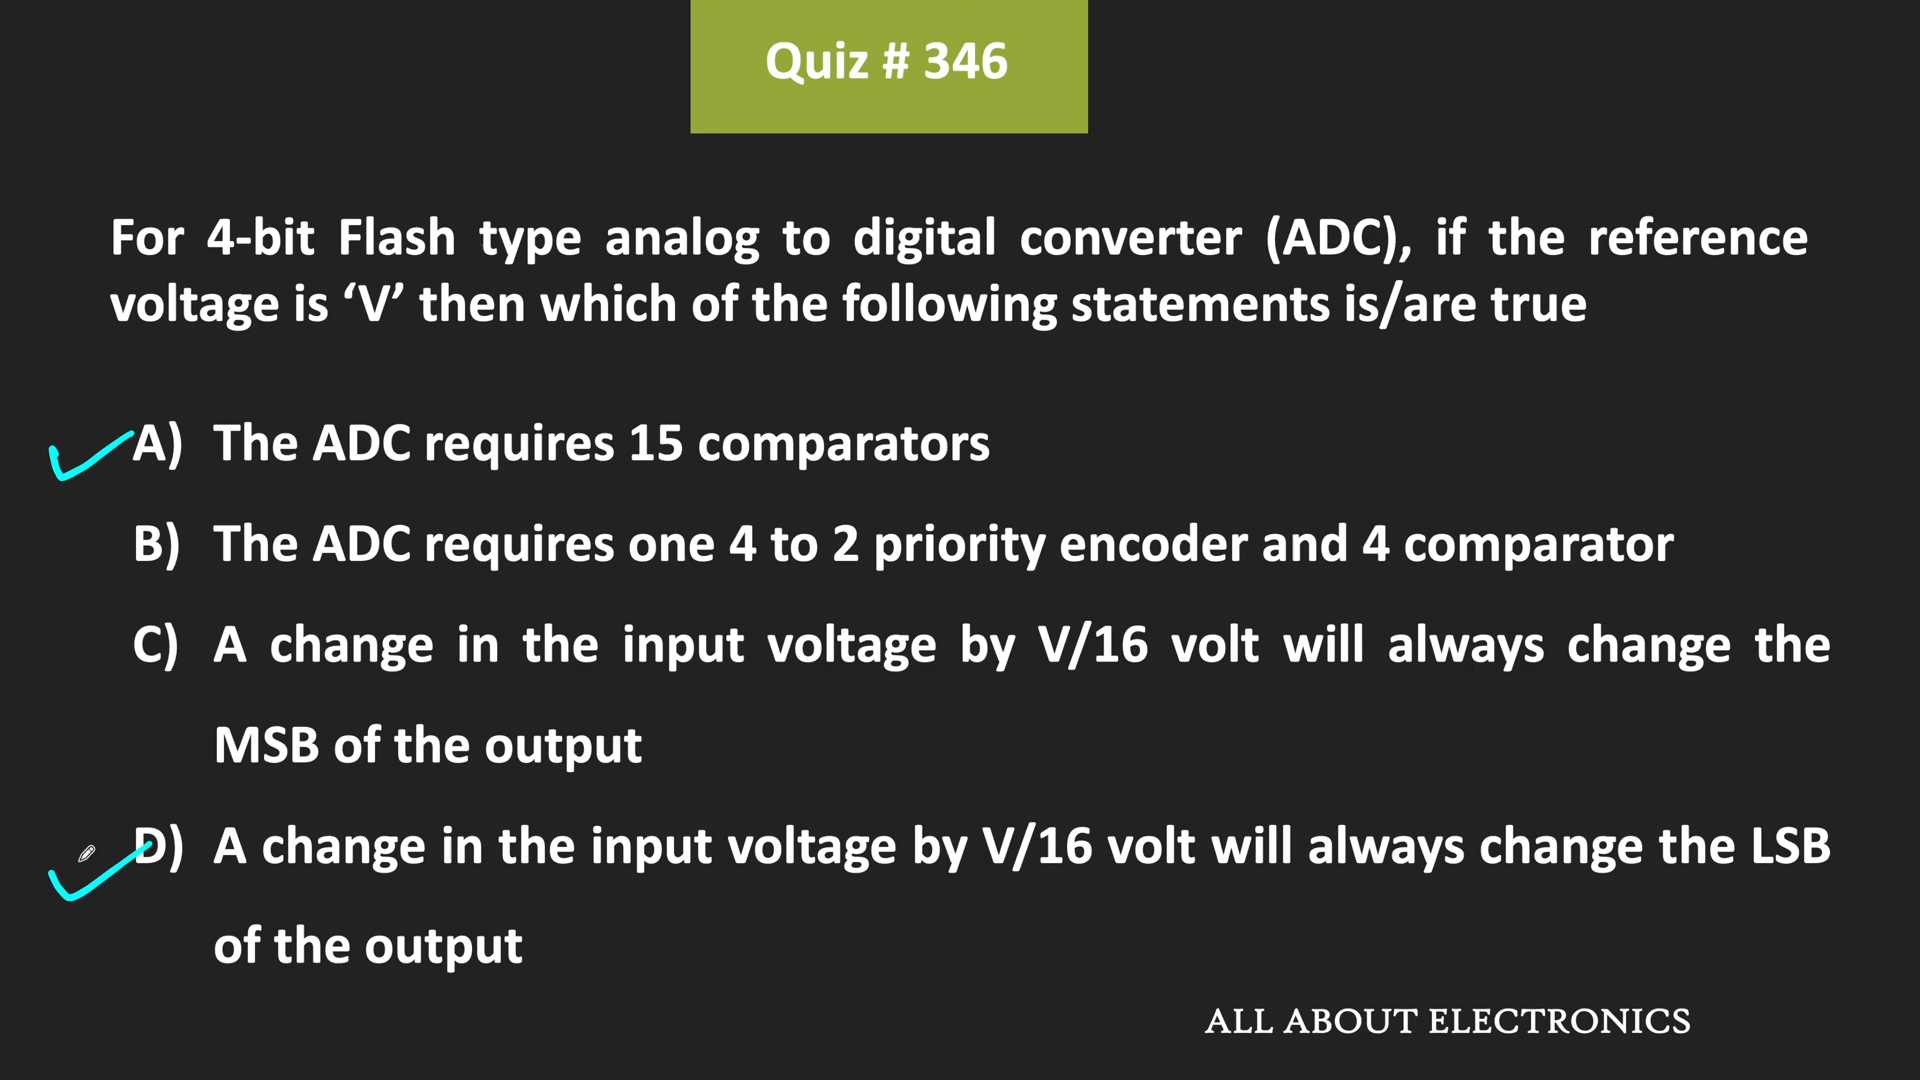 Quiz # 346
For 4-bit Flash type analog to digital converter (ADC), if the reference
voltage is ‘V’ then which of the following statements is/are true
A) The ADC requires 15 comparators
B) The ADC requires one 4 to 2 priority encoder and 4 comparator
C) A change in the input voltage by V/16 volt will always change the
MSB of the output
D) A change in the input voltage by V/16 volt will always change the LSB
of the output
ALL ABOUT ELECTRONICS